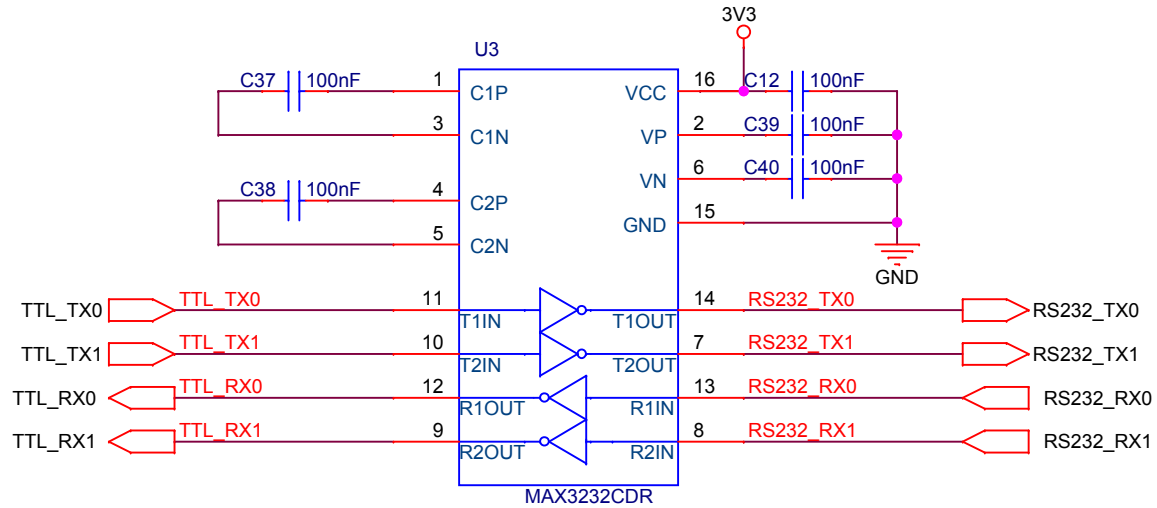 3V3
U3
C37 100nF 1 C1P VCC 16 C12 100nF
3 C1N VP 2 C39 100nF
C38 100nF 4 C2P VN 6 C40 100nF
5 C2N GND 15
GND
TTL_TX0 TTL_TX0 11 T1IN T1OUT 14 RS232_TX0 RS232_TX0
TTL_TX1 TTL_TX1 10 T2IN T2OUT 7 RS232_TX1 RS232_TX1
TTL_RX0 TTL_RX0 12 R1OUT R1IN 13 RS232_RX0 RS232_RX0
TTL_RX1 TTL_RX1 9 R2OUT R2IN 8 RS232_RX1 RS232_RX1
MAX3232CDR